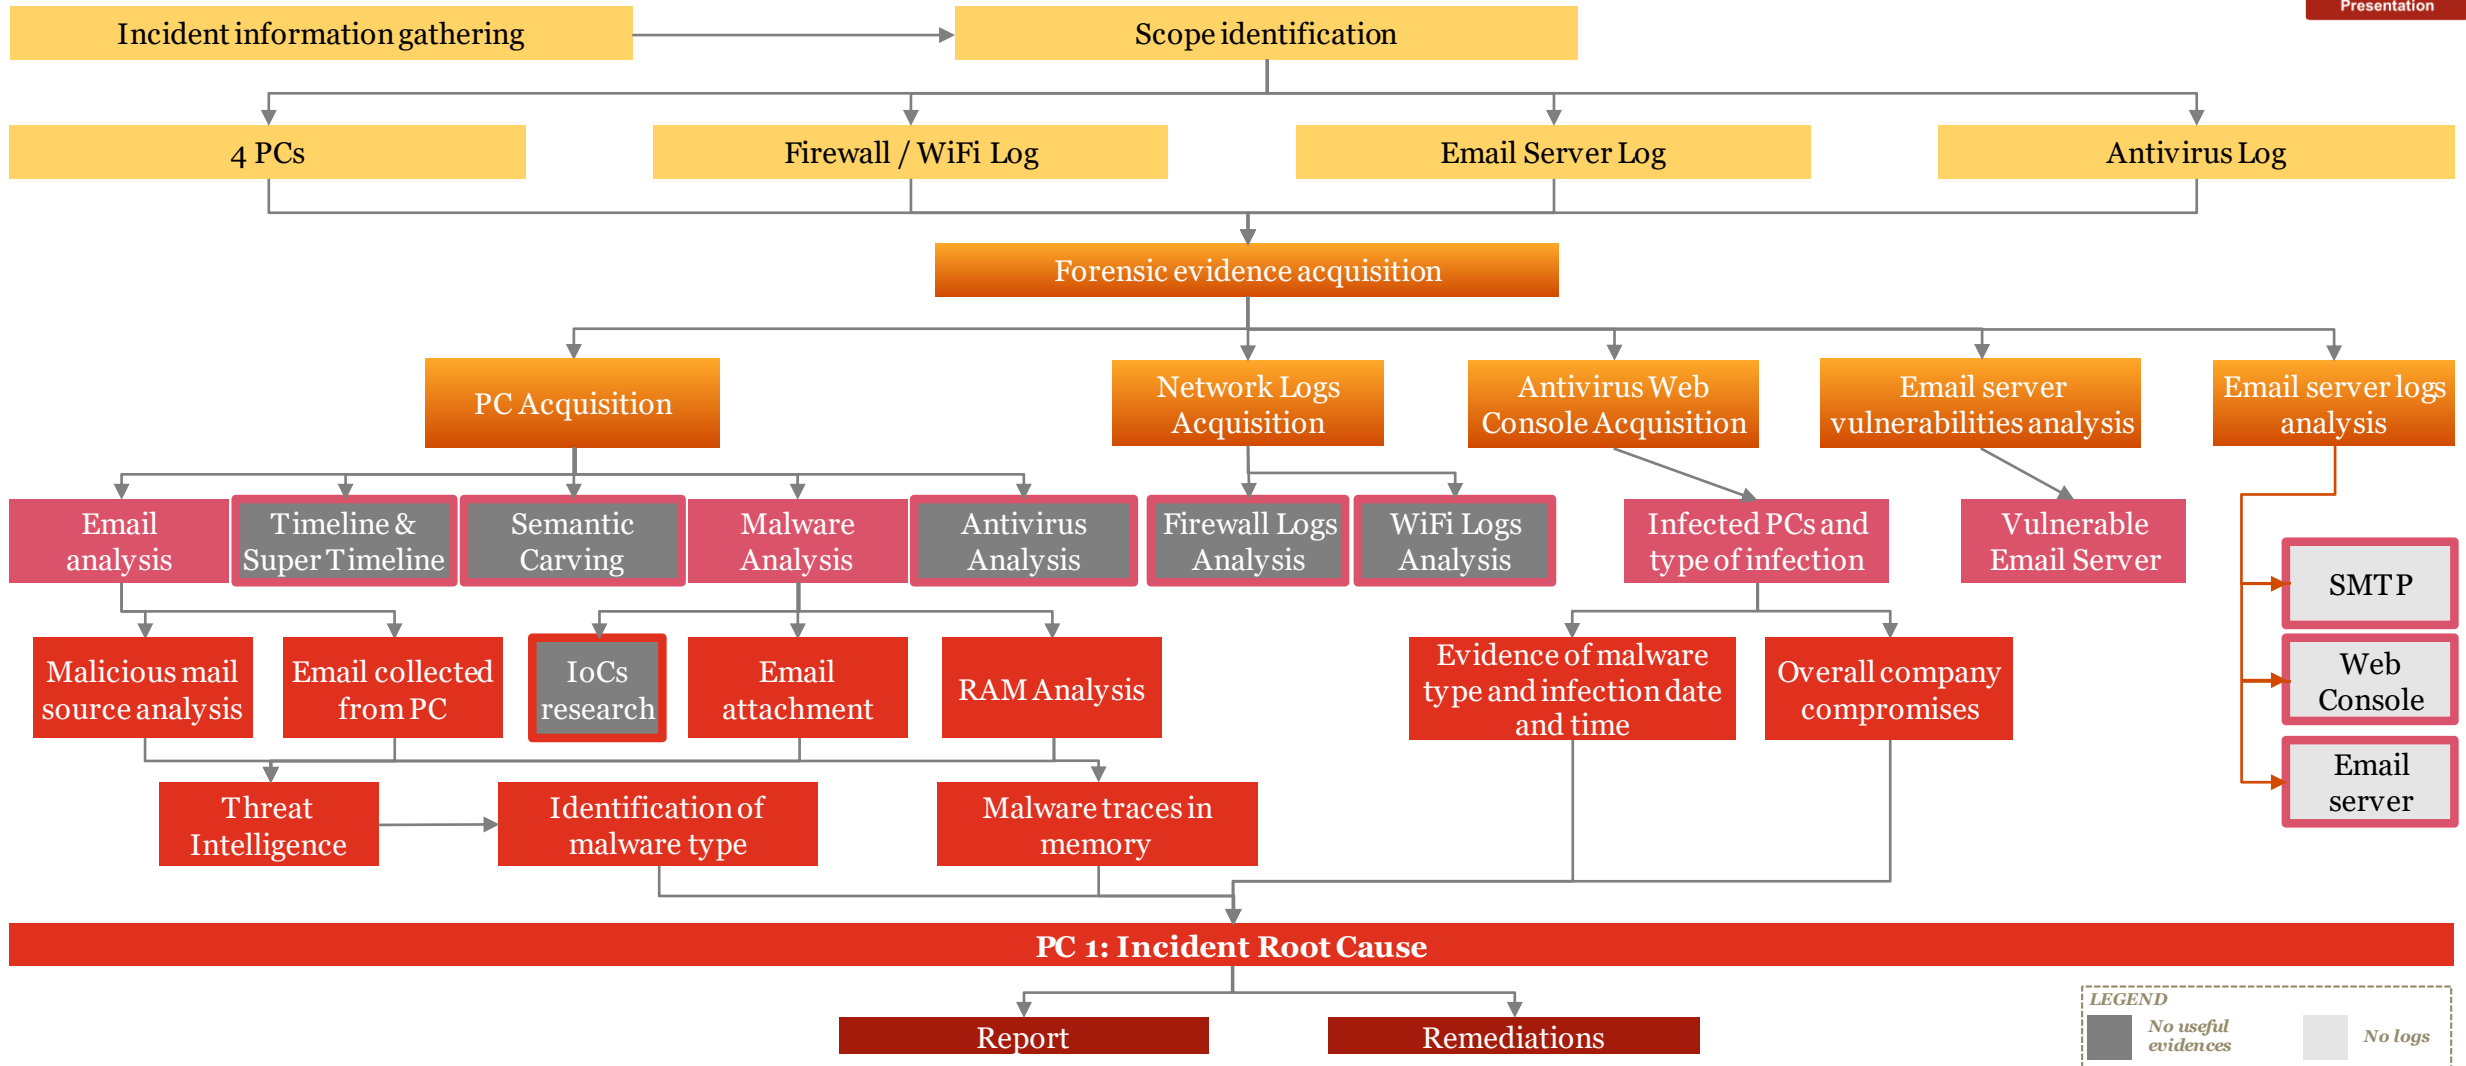 Presentation
Incident information gathering
Scope identification
4 PCs
Firewall / WiFi Log
Email Server Log
Antivirus Log
Forensic evidence acquisition
PC Acquisition
Network Logs
Acquisition
Antivirus Web
Console Acquisition
Email server
vulnerabilities analysis
Email server logs
analysis
Email
analysis
Timeline &
Super Timeline
Semantic
Carving
Malware
Analysis
Antivirus
Analysis
Firewall Logs
Analysis
WiFi Logs
Analysis
Infected PCs and
type of infection
Vulnerable
Email Server
SMTP
Web
Console
Email
server
Malicious mail
source analysis
Email collected
from PC
IoCs
research
Email
attachment
RAM Analysis
Evidence of malware
type and infection date
and time
Overall company
compromises
Threat
Intelligence
Identification of
malware type
Malware traces in
memory
PC 1: Incident Root Cause
Report
Remediations
LEGEND
No useful
evidences
No logs